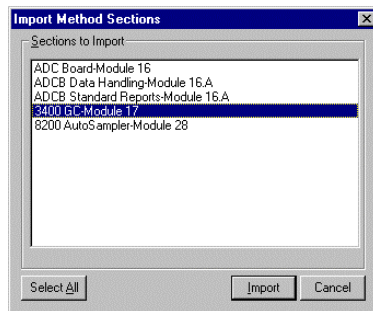 Import Method Sections
Sections to Import
ADC Board-Module 16
ADCB Data Handling-Module 16.A
ADCB Standard Reports-Module 16.A
3400 GC-Module 17
8200 AutoSampler-Module 28
Select All
Import
Cancel